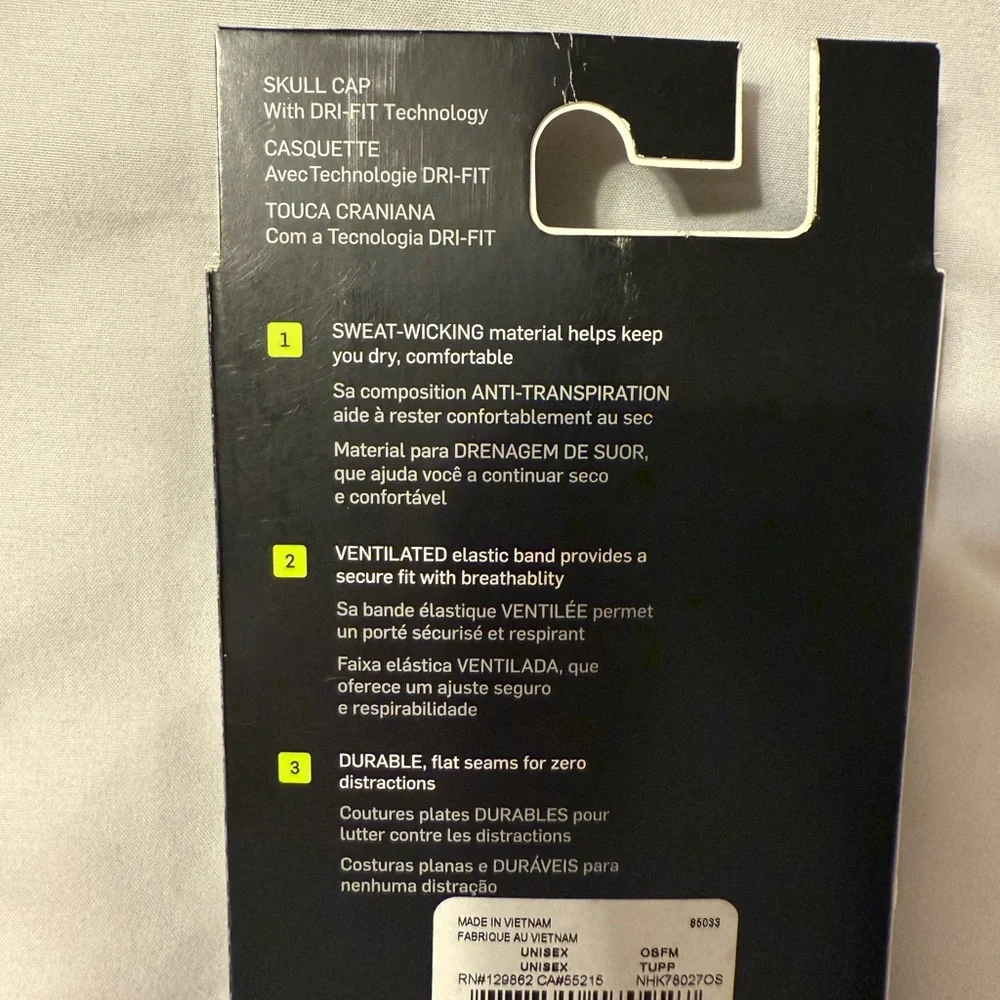 SKULL CAP
With DRI-FIT Technology
CASQUETTE
AvecTechnologie DRI-FIT
TOUCA CRANIANA
Com a Tecnologia DRI-FIT
1
SWEAT-WICKING material helps keep
you dry, comfortable
Sa composition ANTI-TRANSPIRATION
aide à rester confortablement au sec
Material para DRENAGEM DE SUOR,
que ajuda você a continuar seco
e confortável
2
VENTILATED elastic band provides a
secure fit with breathablity
Sa bande élastique VENTILÉE permet
un porté sécurisé et respirant
Faixa elástica VENTILADA, que
oferece um ajuste seguro
e respirabilidade
3
DURABLE, flat seams for zero
distractions
Coutures plates DURABLES pour
lutter contre les distractions
Costuras planas e DURÁVEIS para
nenhuma distração
MADE IN VIETNAM 85033
FABRIQUE AU VIETNAM
UNISEX OSFM
UNISEX TUPP
RN#129862 CA#55215 NHK78027OS